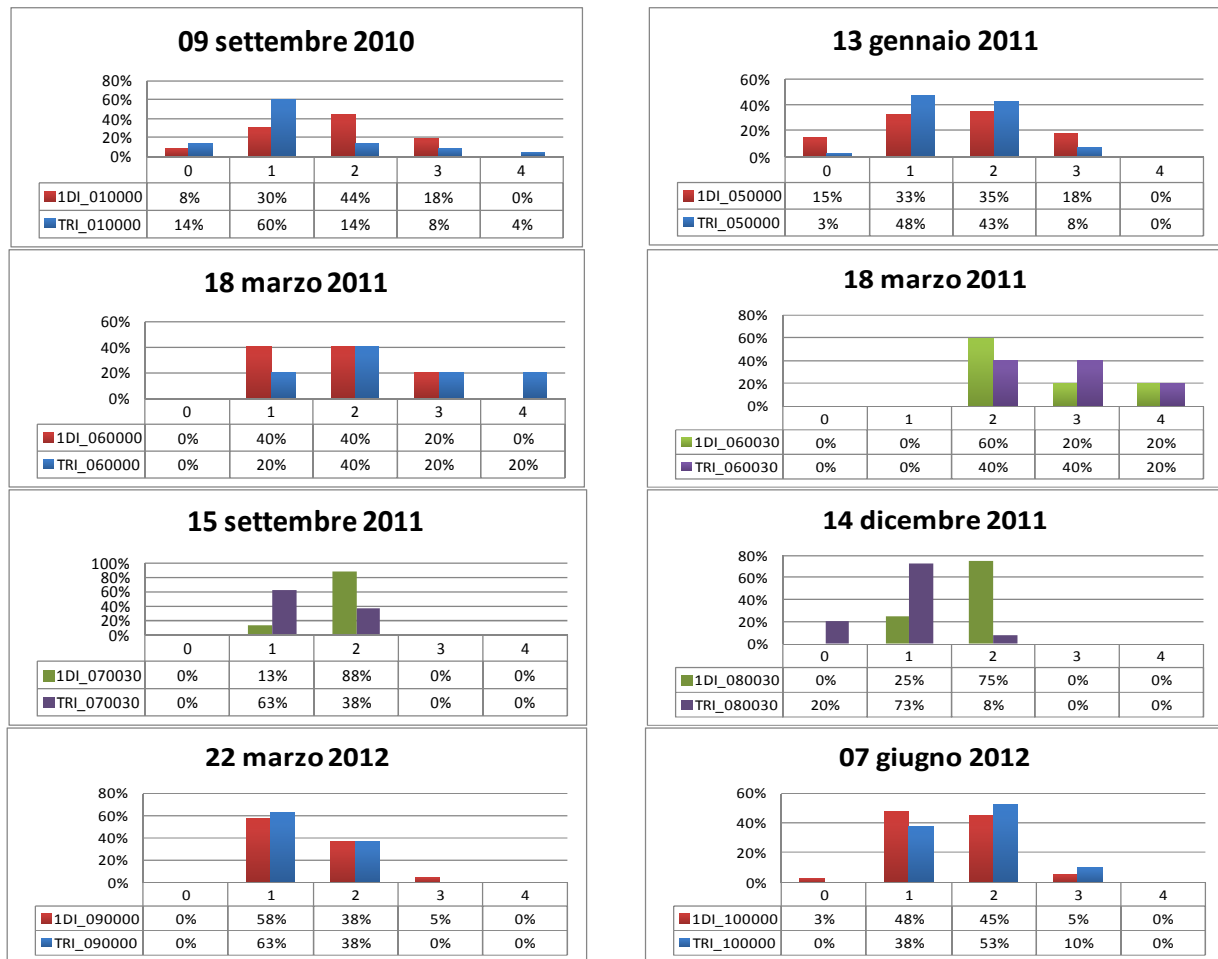 09 settembre 2010
80%
60%
40%
20%
0%
0 1 2 3 4
1DI_010000 8% 30% 44% 18% 0%
TRI_010000 14% 60% 14% 8% 4%
13 gennaio 2011
60%
40%
20%
0%
0 1 2 3 4
1DI_050000 15% 33% 35% 18% 0%
TRI_050000 3% 48% 43% 8% 0%
18 marzo 2011
60%
40%
20%
0%
0 1 2 3 4
1DI_060000 0% 40% 40% 20% 0%
TRI_060000 0% 20% 40% 20% 20%
18 marzo 2011
80%
60%
40%
20%
0%
0 1 2 3 4
1DI_060030 0% 0% 60% 20% 20%
TRI_060030 0% 0% 40% 40% 20%
15 settembre 2011
100%
80%
60%
40%
20%
0%
0 1 2 3 4
1DI_070030 0% 13% 88% 0% 0%
TRI_070030 0% 63% 38% 0% 0%
14 dicembre 2011
80%
60%
40%
20%
0%
0 1 2 3 4
1DI_080030 0% 25% 75% 0% 0%
TRI_080030 20% 73% 8% 0% 0%
22 marzo 2012
80%
60%
40%
20%
0%
0 1 2 3 4
1DI_090000 0% 58% 38% 5% 0%
TRI_090000 0% 63% 38% 0% 0%
07 giugno 2012
60%
40%
20%
0%
0 1 2 3 4
1DI_100000 3% 48% 45% 5% 0%
TRI_100000 0% 38% 53% 10% 0%